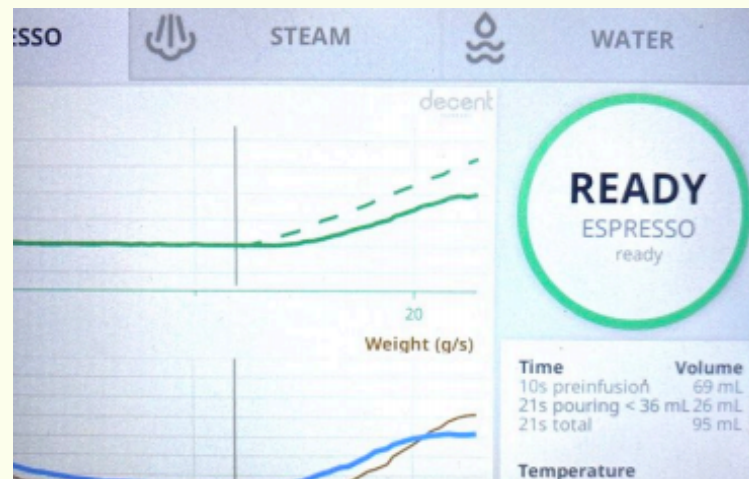 ESSO
STEAM
WATER
decent
READY
ESPRESSO
ready
20
Weight (g/s)
Time Volume
10s preinfusion 69 mL
21s pouring < 36 mL 26 mL
21s total 95 mL
Temperature